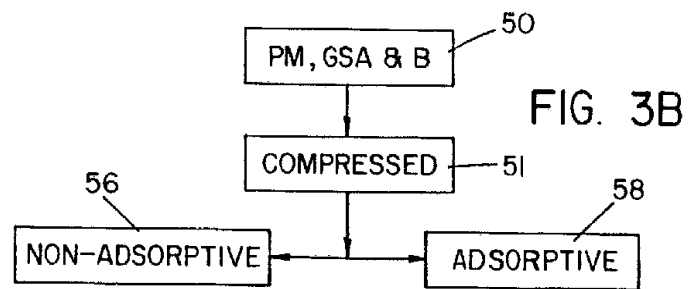 50
PM, GSA & B
FIG. 3B
COMPRESSED
51
56
58
NON-ADSORPTIVE
ADSORPTIVE